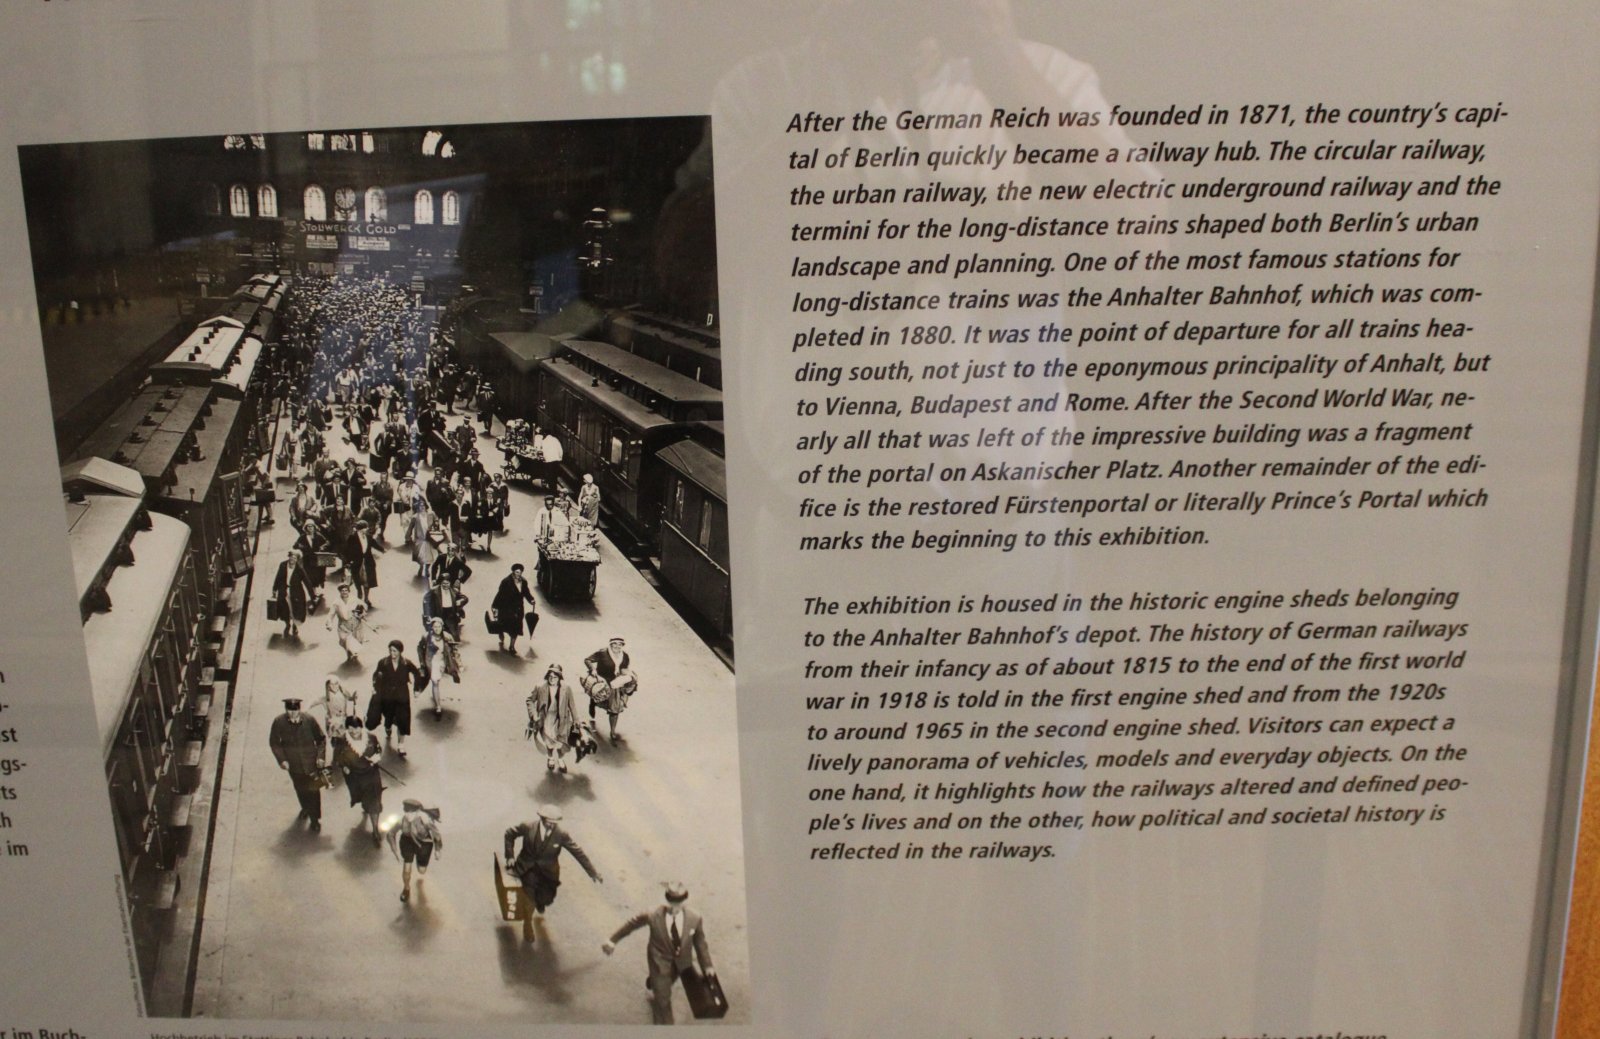 STOLLWERCK GOLD
st
gs-
ts
h
im
r im Buch-
After the German Reich was founded in 1871, the country's capi-
tal of Berlin quickly became a railway hub. The circular railway,
the urban railway, the new electric underground railway and the
termini for the long-distance trains shaped both Berlin's urban
landscape and planning. One of the most famous stations for
long-distance trains was the Anhalter Bahnhof, which was com-
pleted in 1880. It was the point of departure for all trains hea-
ding south, not just to the eponymous principality of Anhalt, but
to Vienna, Budapest and Rome. After the Second World War, ne-
arly all that was left of the impressive building was a fragment
of the portal on Askanischer Platz. Another remainder of the edi-
fice is the restored Fürstenportal or literally Prince's Portal which
marks the beginning to this exhibition.
The exhibition is housed in the historic engine sheds belonging
to the Anhalter Bahnhof's depot. The history of German railways
from their infancy as of about 1815 to the end of the first world
war in 1918 is told in the first engine shed and from the 1920s
to around 1965 in the second engine shed. Visitors can expect a
lively panorama of vehicles, models and everyday objects. On the
one hand, it highlights how the railways altered and defined peo-
ple's lives and on the other, how political and societal history is
reflected in the railways.